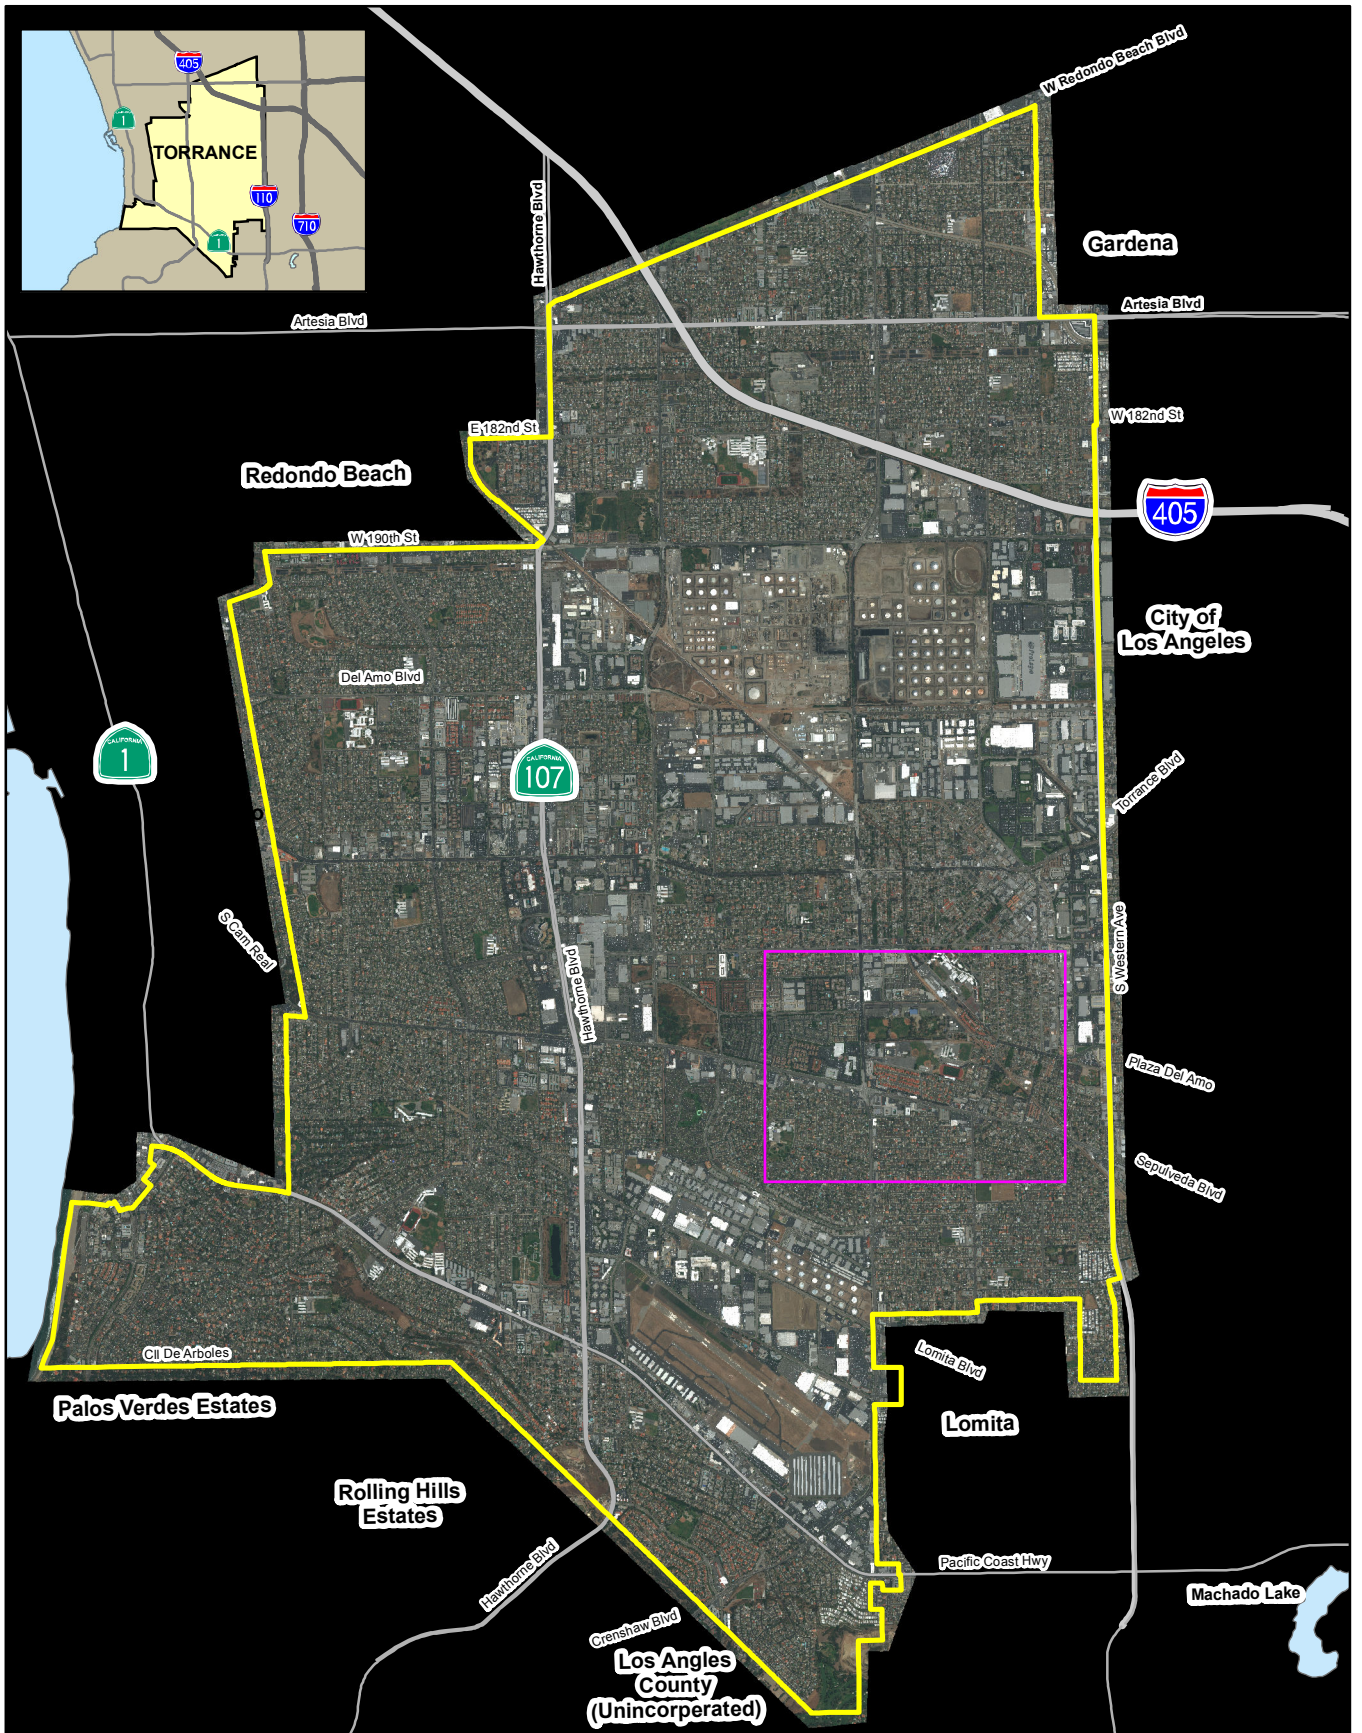 405
1
TORRANCE
110
710
1
W Redondo Beach Blvd
Hawthorne Blvd
Gardena
Artesia Blvd
Artesia Blvd
E 182nd St
W 182nd St
Redondo Beach
405
W 190th St
City of
Los Angeles
Del Amo Blvd
CALIFORNIA
1
CALIFORNIA
107
Torrance Blvd
S Cam Real
S Western Ave
Hawthorne Blvd
Plaza Del Amo
Sepulveda Blvd
Cll De Arboles
Lomita Blvd
Palos Verdes Estates
Lomita
Rolling Hills
Estates
Hawthorne Blvd
Pacific Coast Hwy
Machado Lake
Crenshaw Blvd
Los Angles
County
(Unincorperated)